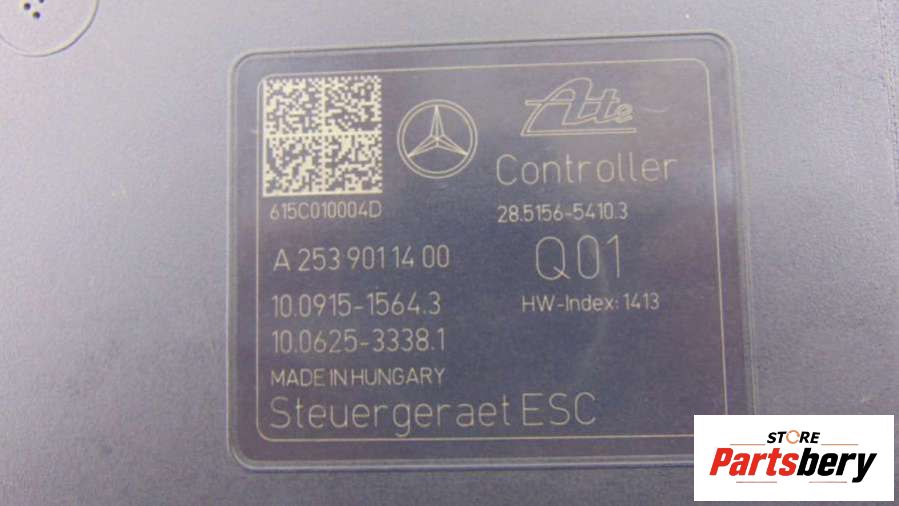 Ate
Controller
615C010004D
28.5156-5410.3
A 253 901 14 00
Q01
10.0915-1564.3
HW-Index: 1413
10.0625-3338.1
MADE IN HUNGARY
Steuergeraet ESC
STORE
Partsbery